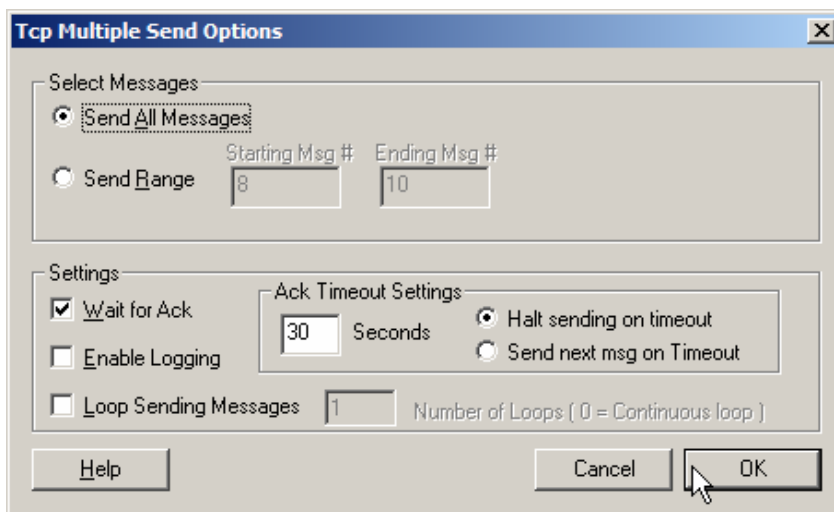 Tcp Multiple Send Options
Select Messages
Send All Messages
Starting Msg # Ending Msg #
Send Range 8 10
Settings
Wait for Ack
Ack Timeout Settings
30 Seconds
Halt sending on timeout
Send next msg on Timeout
Enable Logging
Loop Sending Messages 1 Number of Loops ( 0 = Continuous loop )
Help Cancel OK